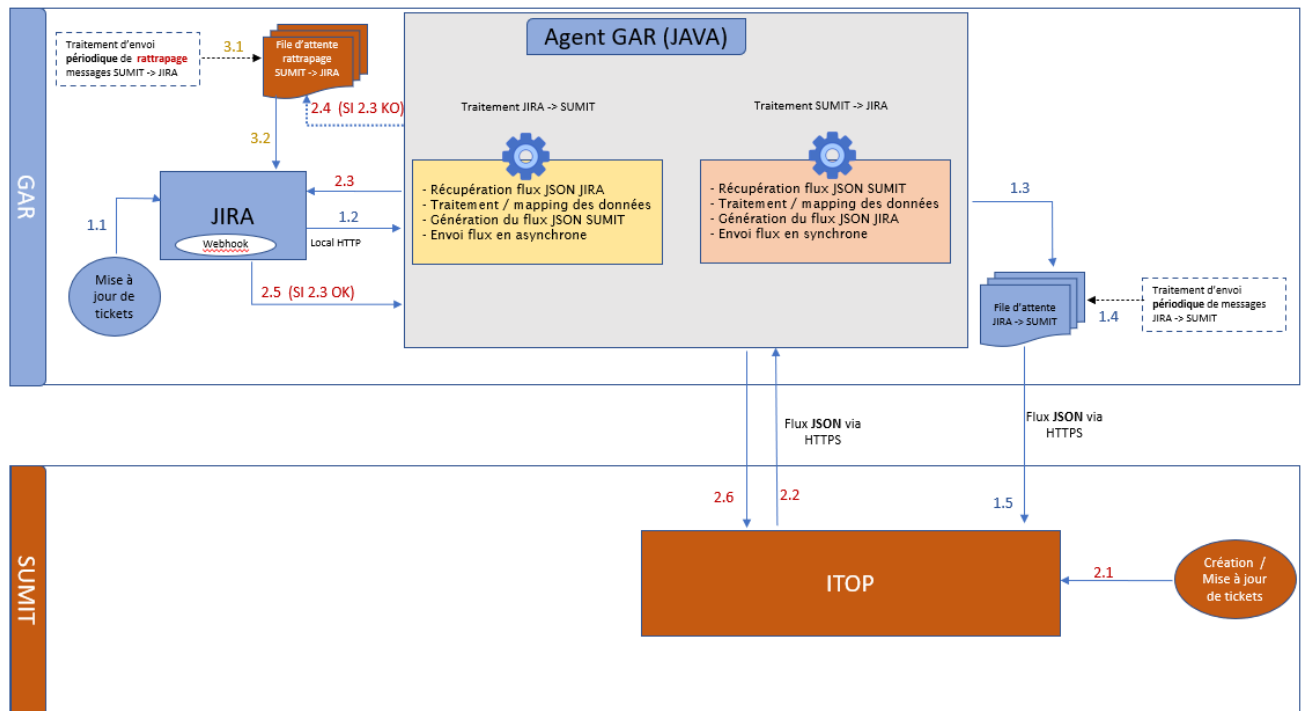 GAR
Traitement d'envoi
périodique de rattrapage
messages SUMIT -> JIRA
3.1
File d'attente
rattrapage
SUMIT -> JIRA
Agent GAR (JAVA)
2.4 (SI 2.3 KO)
Traitement JIRA -> SUMIT
Traitement SUMIT -> JIRA
3.2
2.3
- Récupération flux JSON JIRA
- Traitement / mapping des données
- Génération du flux JSON SUMIT
- Envoi flux en asynchrone
- Récupération flux JSON SUMIT
- Traitement / mapping des données
- Génération du flux JSON JIRA
- Envoi flux en synchrone
1.3
1.1
JIRA
Webhook
1.2
Local HTTP
Mise à
jour de
tickets
2.5 (SI 2.3 OK)
File d'attente
JIRA -> SUMIT
1.4
Traitement d'envoi
périodique de messages
JIRA -> SUMIT
Flux JSON via
HTTPS
Flux JSON via
HTTPS
SUMIT
2.6
2.2
1.5
ITOP
2.1
Création /
Mise à jour
de tickets